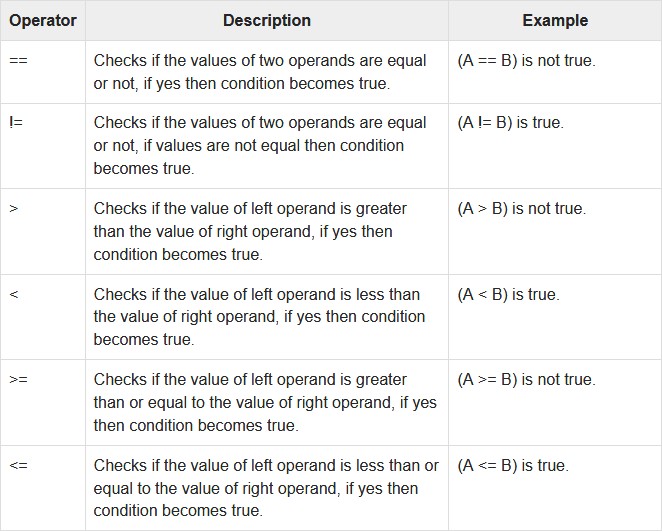 Operator Description Example
== Checks if the values of two operands are equal (A == B) is not true.
or not, if yes then condition becomes true.
!= Checks if the values of two operands are equal (A != B) is true.
or not, if values are not equal then condition
becomes true.
> Checks if the value of left operand is greater (A > B) is not true.
than the value of right operand, if yes then
condition becomes true.
< Checks if the value of left operand is less than (A < B) is true.
the value of right operand, if yes then condition
becomes true.
>= Checks if the value of left operand is greater (A >= B) is not true.
than or equal to the value of right operand, if yes
then condition becomes true.
<= Checks if the value of left operand is less than or (A <= B) is true.
equal to the value of right operand, if yes then
condition becomes true.